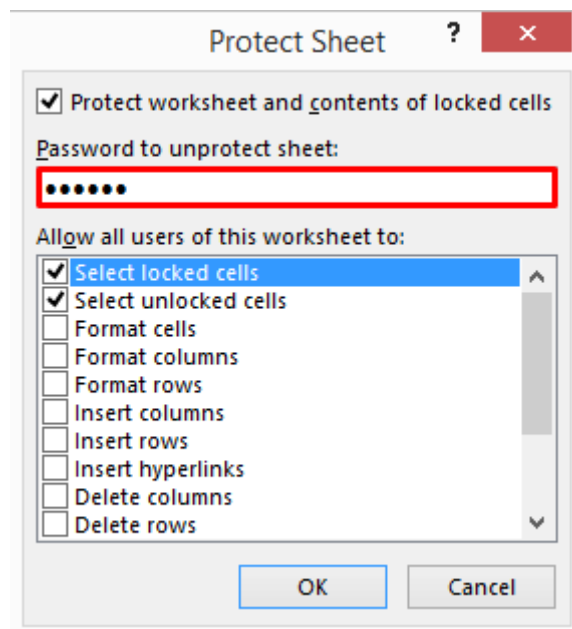 Protect Sheet ? ×
Protect worksheet and contents of locked cells
Password to unprotect sheet:
••••••
Allow all users of this worksheet to:
Select locked cells
Select unlocked cells
Format cells
Format columns
Format rows
Insert columns
Insert rows
Insert hyperlinks
Delete columns
Delete rows
OK Cancel